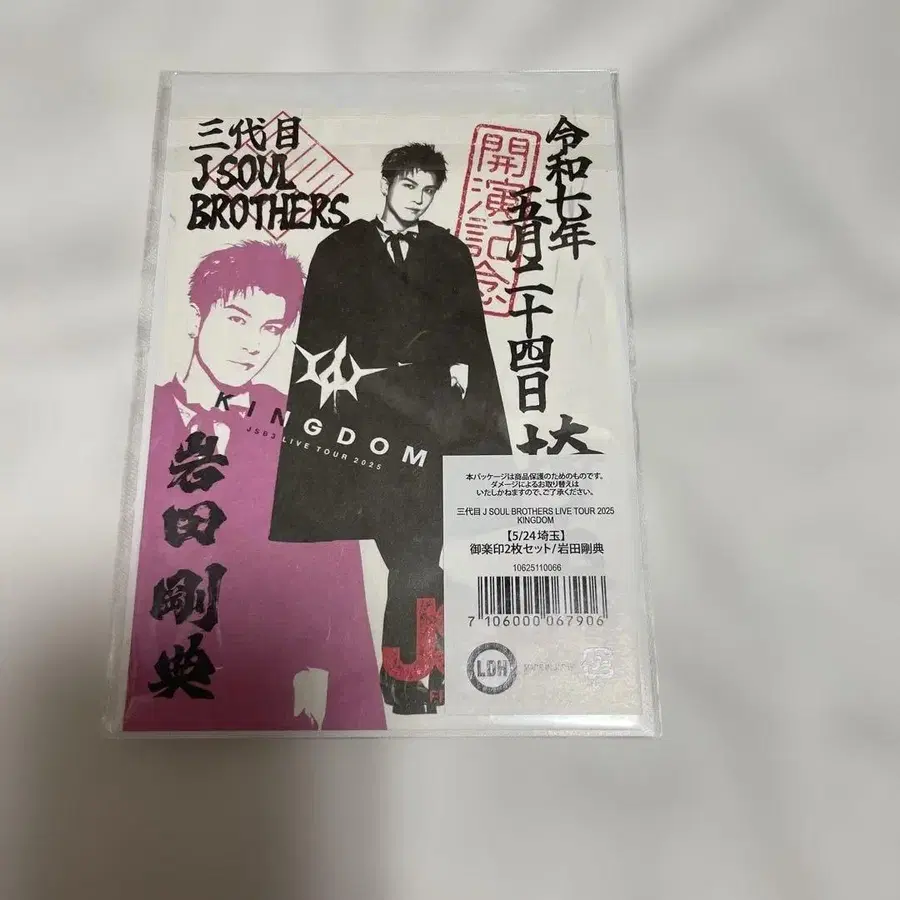 三代目
J SOUL
BROTHERS
開演記念
令和七年
五月二十四日
KINGDOM
JSB3 LIVE TOUR 2025
岩田剛典
本パッケージは商品保護のためのものです。
ダメージによるお取り替えは
いたしかねますので、ご了承ください。
三代目 J SOUL BROTHERS LIVE TOUR 2025
KINGDOM
【5/24 埼玉】
御楽印2枚セット/岩田剛典
10625110066
7106000067906
LDH
MADE IN JAPAN